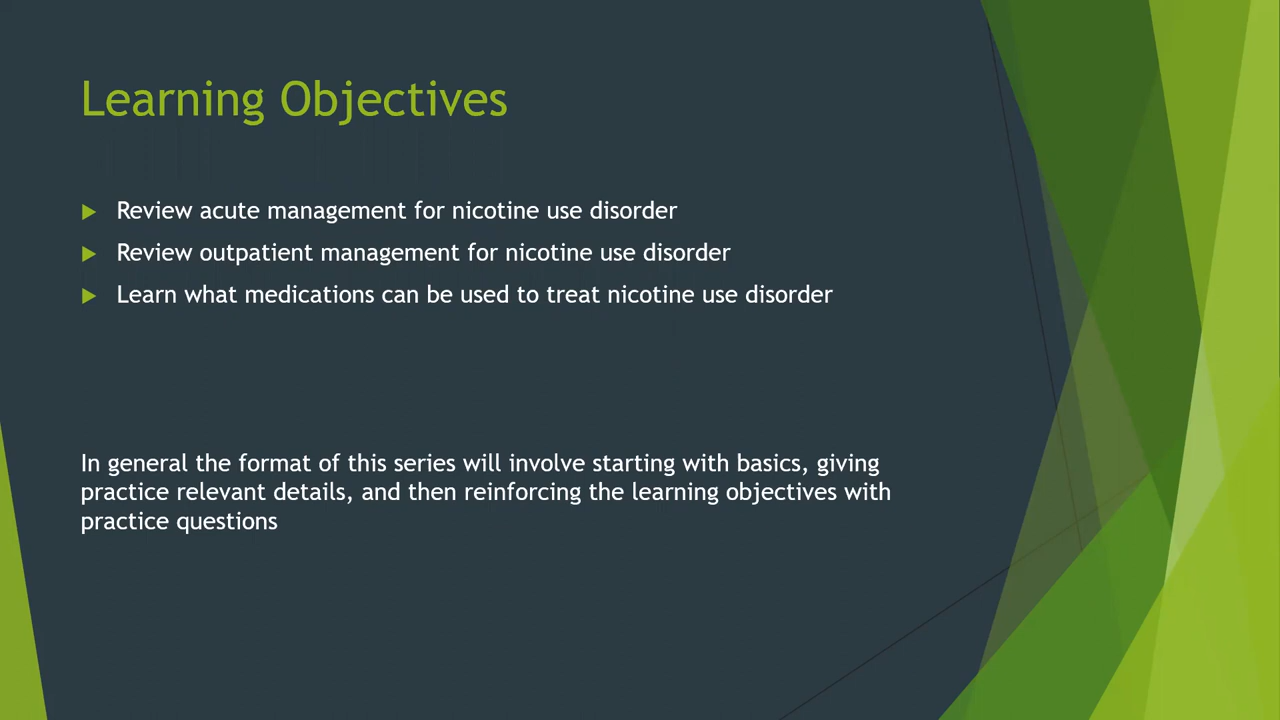 Learning Objectives
Review acute management for nicotine use disorder
Review outpatient management for nicotine use disorder
Learn what medications can be used to treat nicotine use disorder
In general the format of this series will involve starting with basics, giving
practice relevant details, and then reinforcing the learning objectives with
practice questions